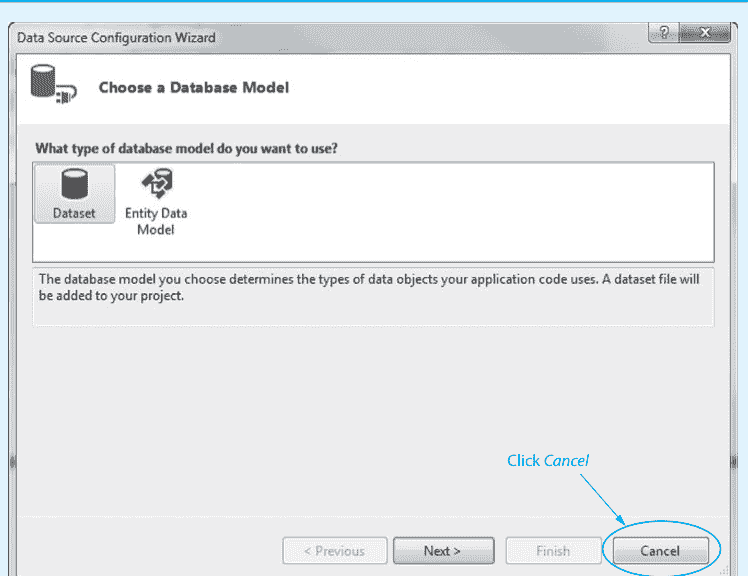 Data Source Configuration Wizard
?
X
Choose a Database Model
What type of database model do you want to use?
Dataset
Entity Data
Model
The database model you choose determines the types of data objects your application code uses. A dataset file will
be added to your project.
Click Cancel
< Previous
Next >
Finish
Cancel